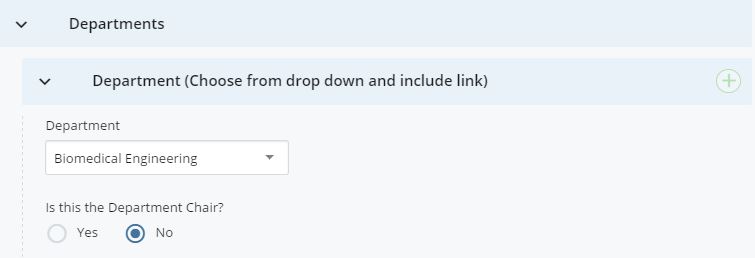 Departments
Department (Choose from drop down and include link)
Department
Biomedical Engineering
Is this the Department Chair?
Yes No